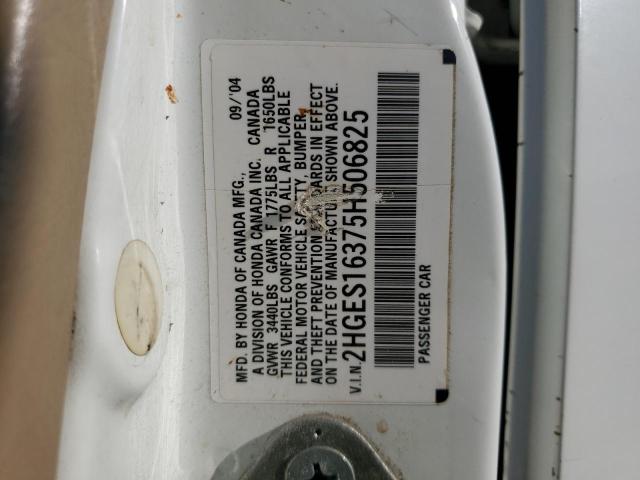 MFD. BY HONDA OF CANADA MFG., 09/'04
A DIVISION OF HONDA CANADA INC. CANADA
GVWR 3440LBS GAWR F 1775LBS R 1650LBS
THIS VEHICLE CONFORMS TO ALL APPLICABLE
FEDERAL MOTOR VEHICLE SAFETY, BUMPER,
AND THEFT PREVENTION STANDARDS IN EFFECT
ON THE DATE OF MANUFACTURE SHOWN ABOVE.
V.I.N. 2HGES16375H506825
PASSENGER CAR